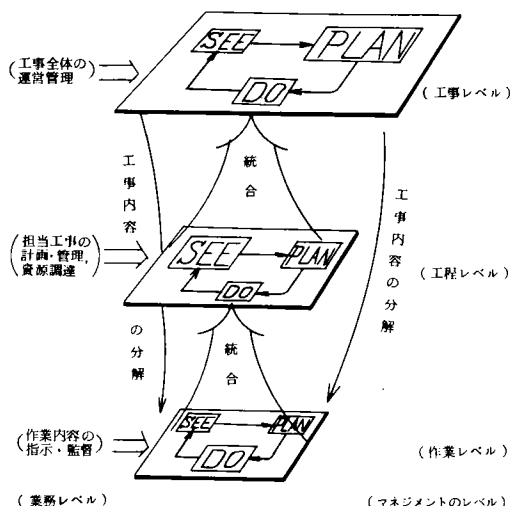 SEE
PLAN
DO
(工事全体の
運営管理)
(工事レベル)
工事内容
統合
工事内容の分解
(担当工事の
計画・管理,
資源調達)
SEE
PLAN
DO
(工程レベル)
の分解
統合
(作業内容の
指示・監督)
SEE
PLAN
DO
(作業レベル)
(業務レベル)
(マネジメントのレベル)